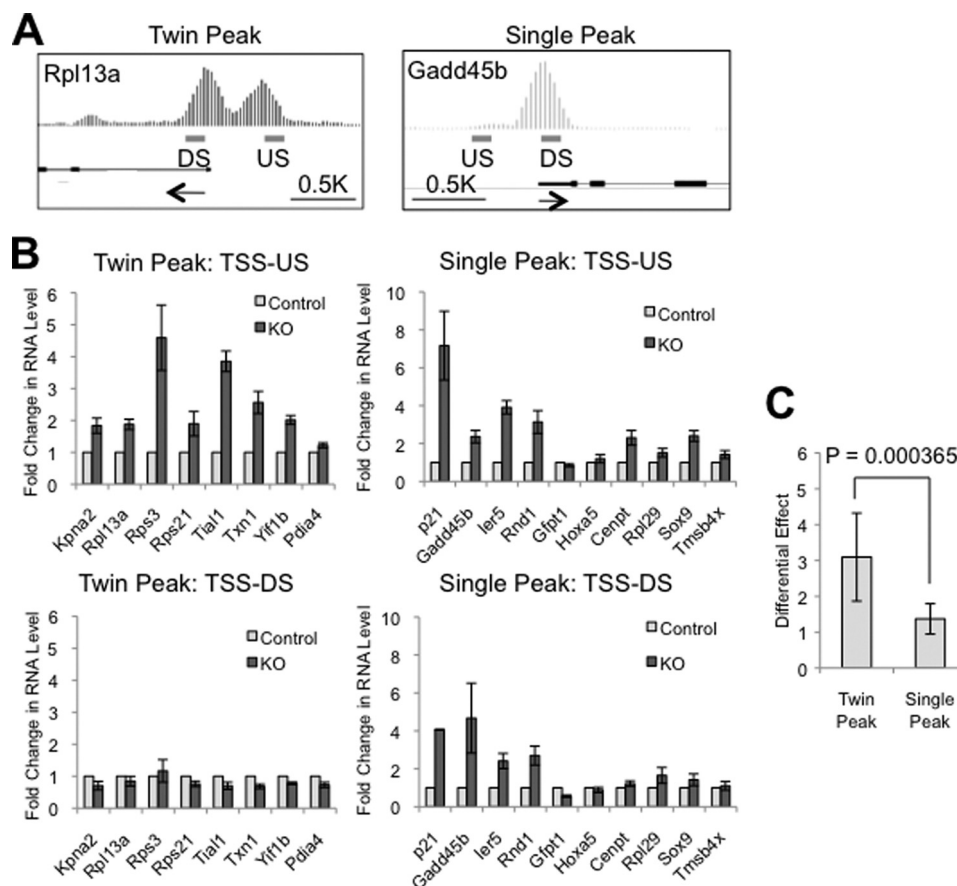 A
Twin Peak
Single Peak
Rpl13a
DS
US
0.5K
Gadd45b
US
DS
0.5K
B
Twin Peak: TSS-US
Fold Change in RNA Level
6
5
4
3
2
1
0
Control
KO
Kpna2
Rpl13a
Rps3
Rps21
Tial1
Txn1
Yif1b
Pdia4
Single Peak: TSS-US
Fold Change in RNA Level
10
8
6
4
2
0
Control
KO
p21
Gadd45b
Ier5
Rnd1
Gfpt1
Hoxa5
Cenpt
Rpl29
Sox9
Tmsb4x
Twin Peak: TSS-DS
Fold Change in RNA Level
6
5
4
3
2
1
0
Control
KO
Kpna2
Rpl13a
Rps3
Rps21
Tial1
Txn1
Yif1b
Pdia4
Single Peak: TSS-DS
Fold Change in RNA Level
10
8
6
4
2
0
Control
KO
p21
Gadd45b
Ier5
Rnd1
Gfpt1
Hoxa5
Cenpt
Rpl29
Sox9
Tmsb4x
C
P = 0.000365
Differential Effect
6
5
4
3
2
1
0
Twin
Peak
Single
Peak